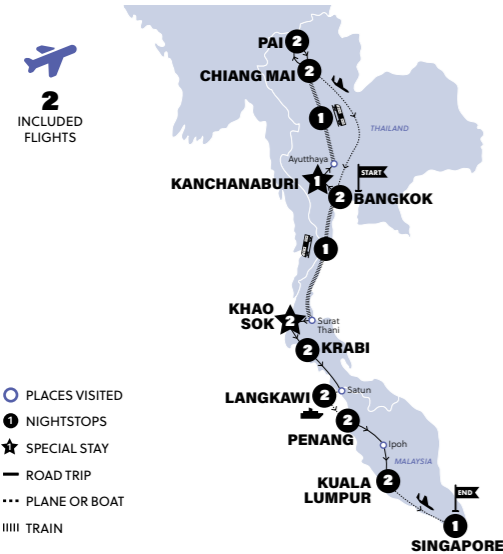 2
INCLUDED
FLIGHTS
PAI 2
CHIANG MAI 2
1
THAILAND
Ayutthaya
START
KANCHANABURI 1
2 BANGKOK
1
KHAO
SOK 2
Surat
Thani
2 KRABI
LANGKAWI 2
Satun
2
PENANG
Ipoh
MALAYSIA
KUALA
LUMPUR 2
END
1
SINGAPORE
PLACES VISITED
1 NIGHTSTOPS
1 SPECIAL STAY
ROAD TRIP
PLANE OR BOAT
TRAIN